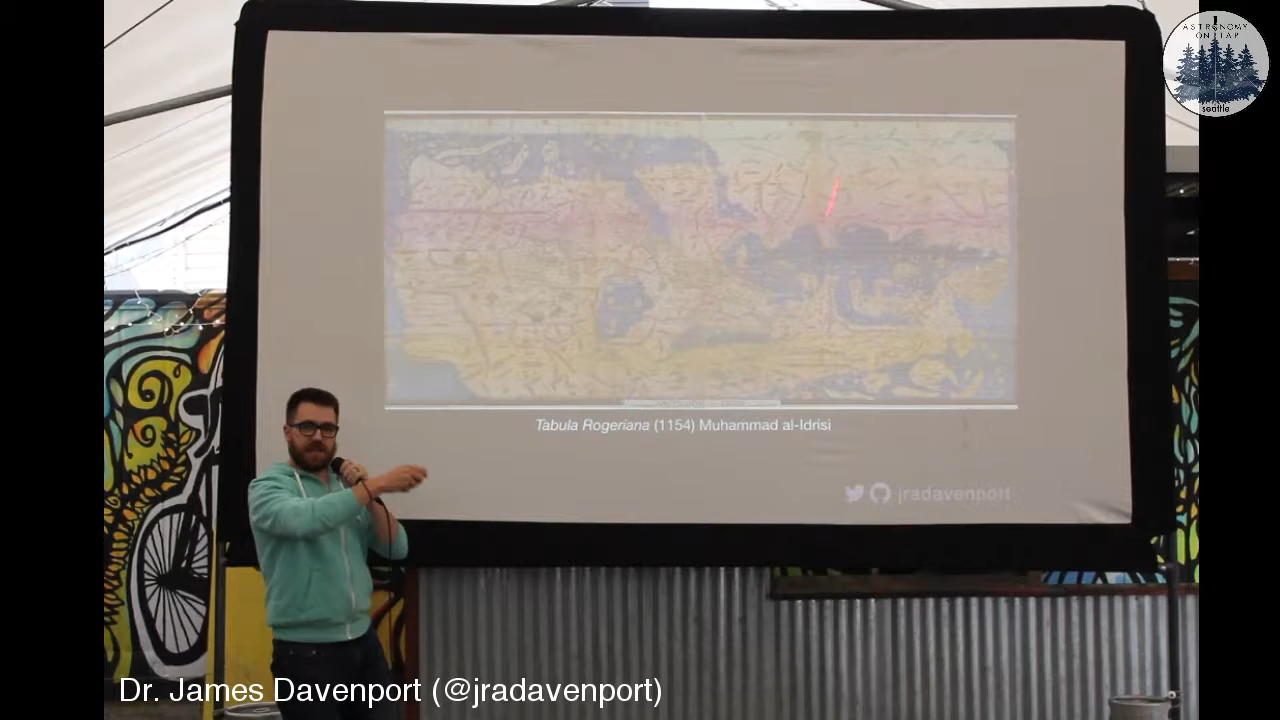 ASTRONOMY
ON TAP
seattle
Tabula Rogeriana (1154) Muhammad al-Idrisi
jradavenport
Dr. James Davenport (@jradavenport)